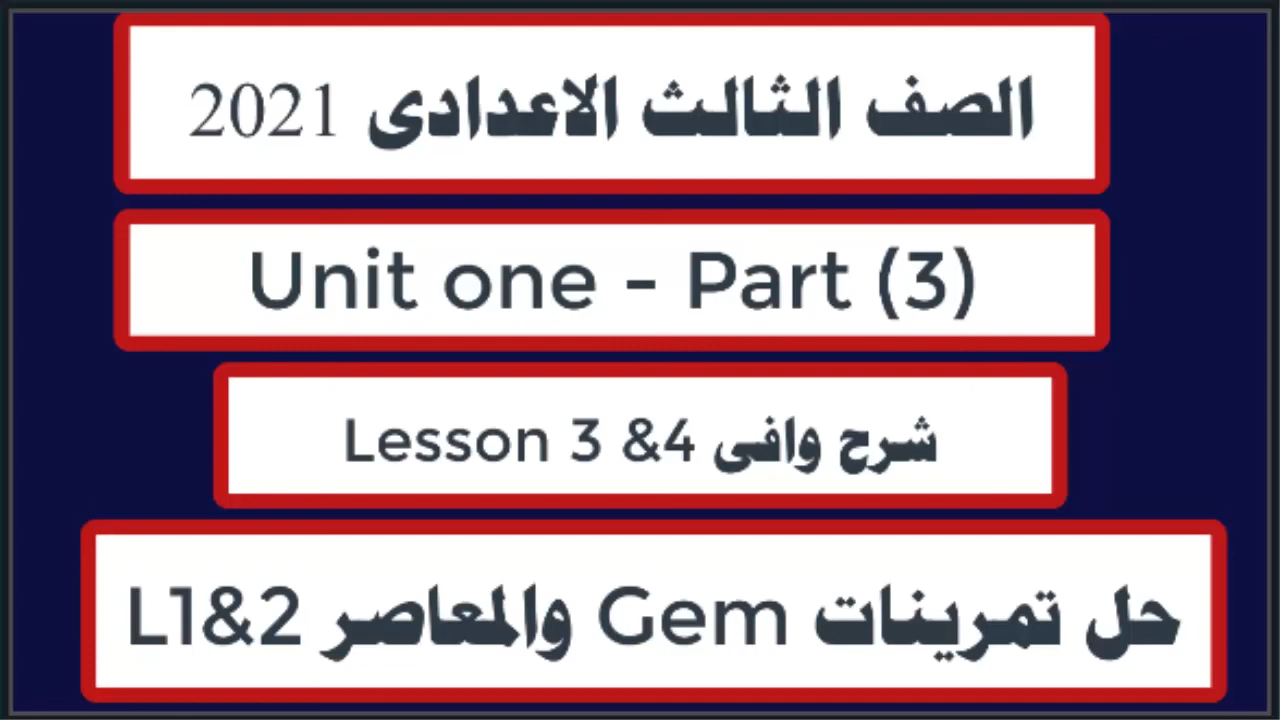 الصف الثالث الاعدادى 2021
Unit one - Part (3)
شرح وافى Lesson 3 &4
حل تمرينات Gem والمعاصر L1&2